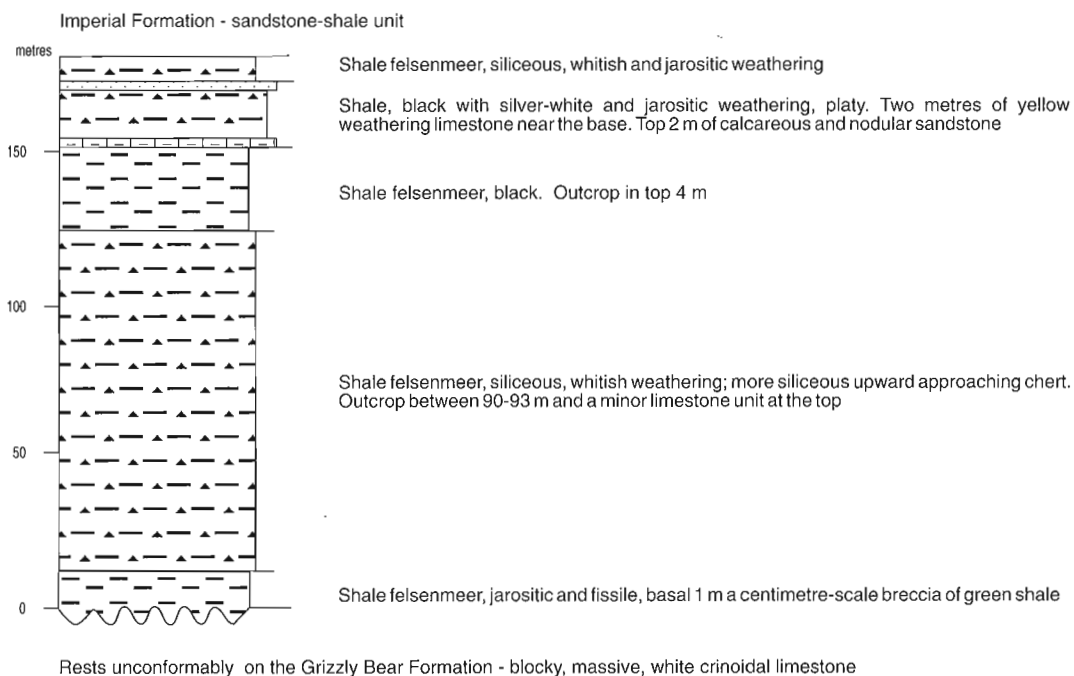 Imperial Formation - sandstone-shale unit
metres
Shale felsenmeer, siliceous, whitish and jarositic weathering
Shale, black with silver-white and jarositic weathering, platy. Two metres of yellow
weathering limestone near the base. Top 2 m of calcareous and nodular sandstone
150
Shale felsenmeer, black. Outcrop in top 4 m
100
Shale felsenmeer, siliceous, whitish weathering; more siliceous upward approaching chert.
Outcrop between 90-93 m and a minor limestone unit at the top
50
Shale felsenmeer, jarositic and fissile, basal 1 m a centimetre-scale breccia of green shale
0
Rests unconformably on the Grizzly Bear Formation - blocky, massive, white crinoidal limestone